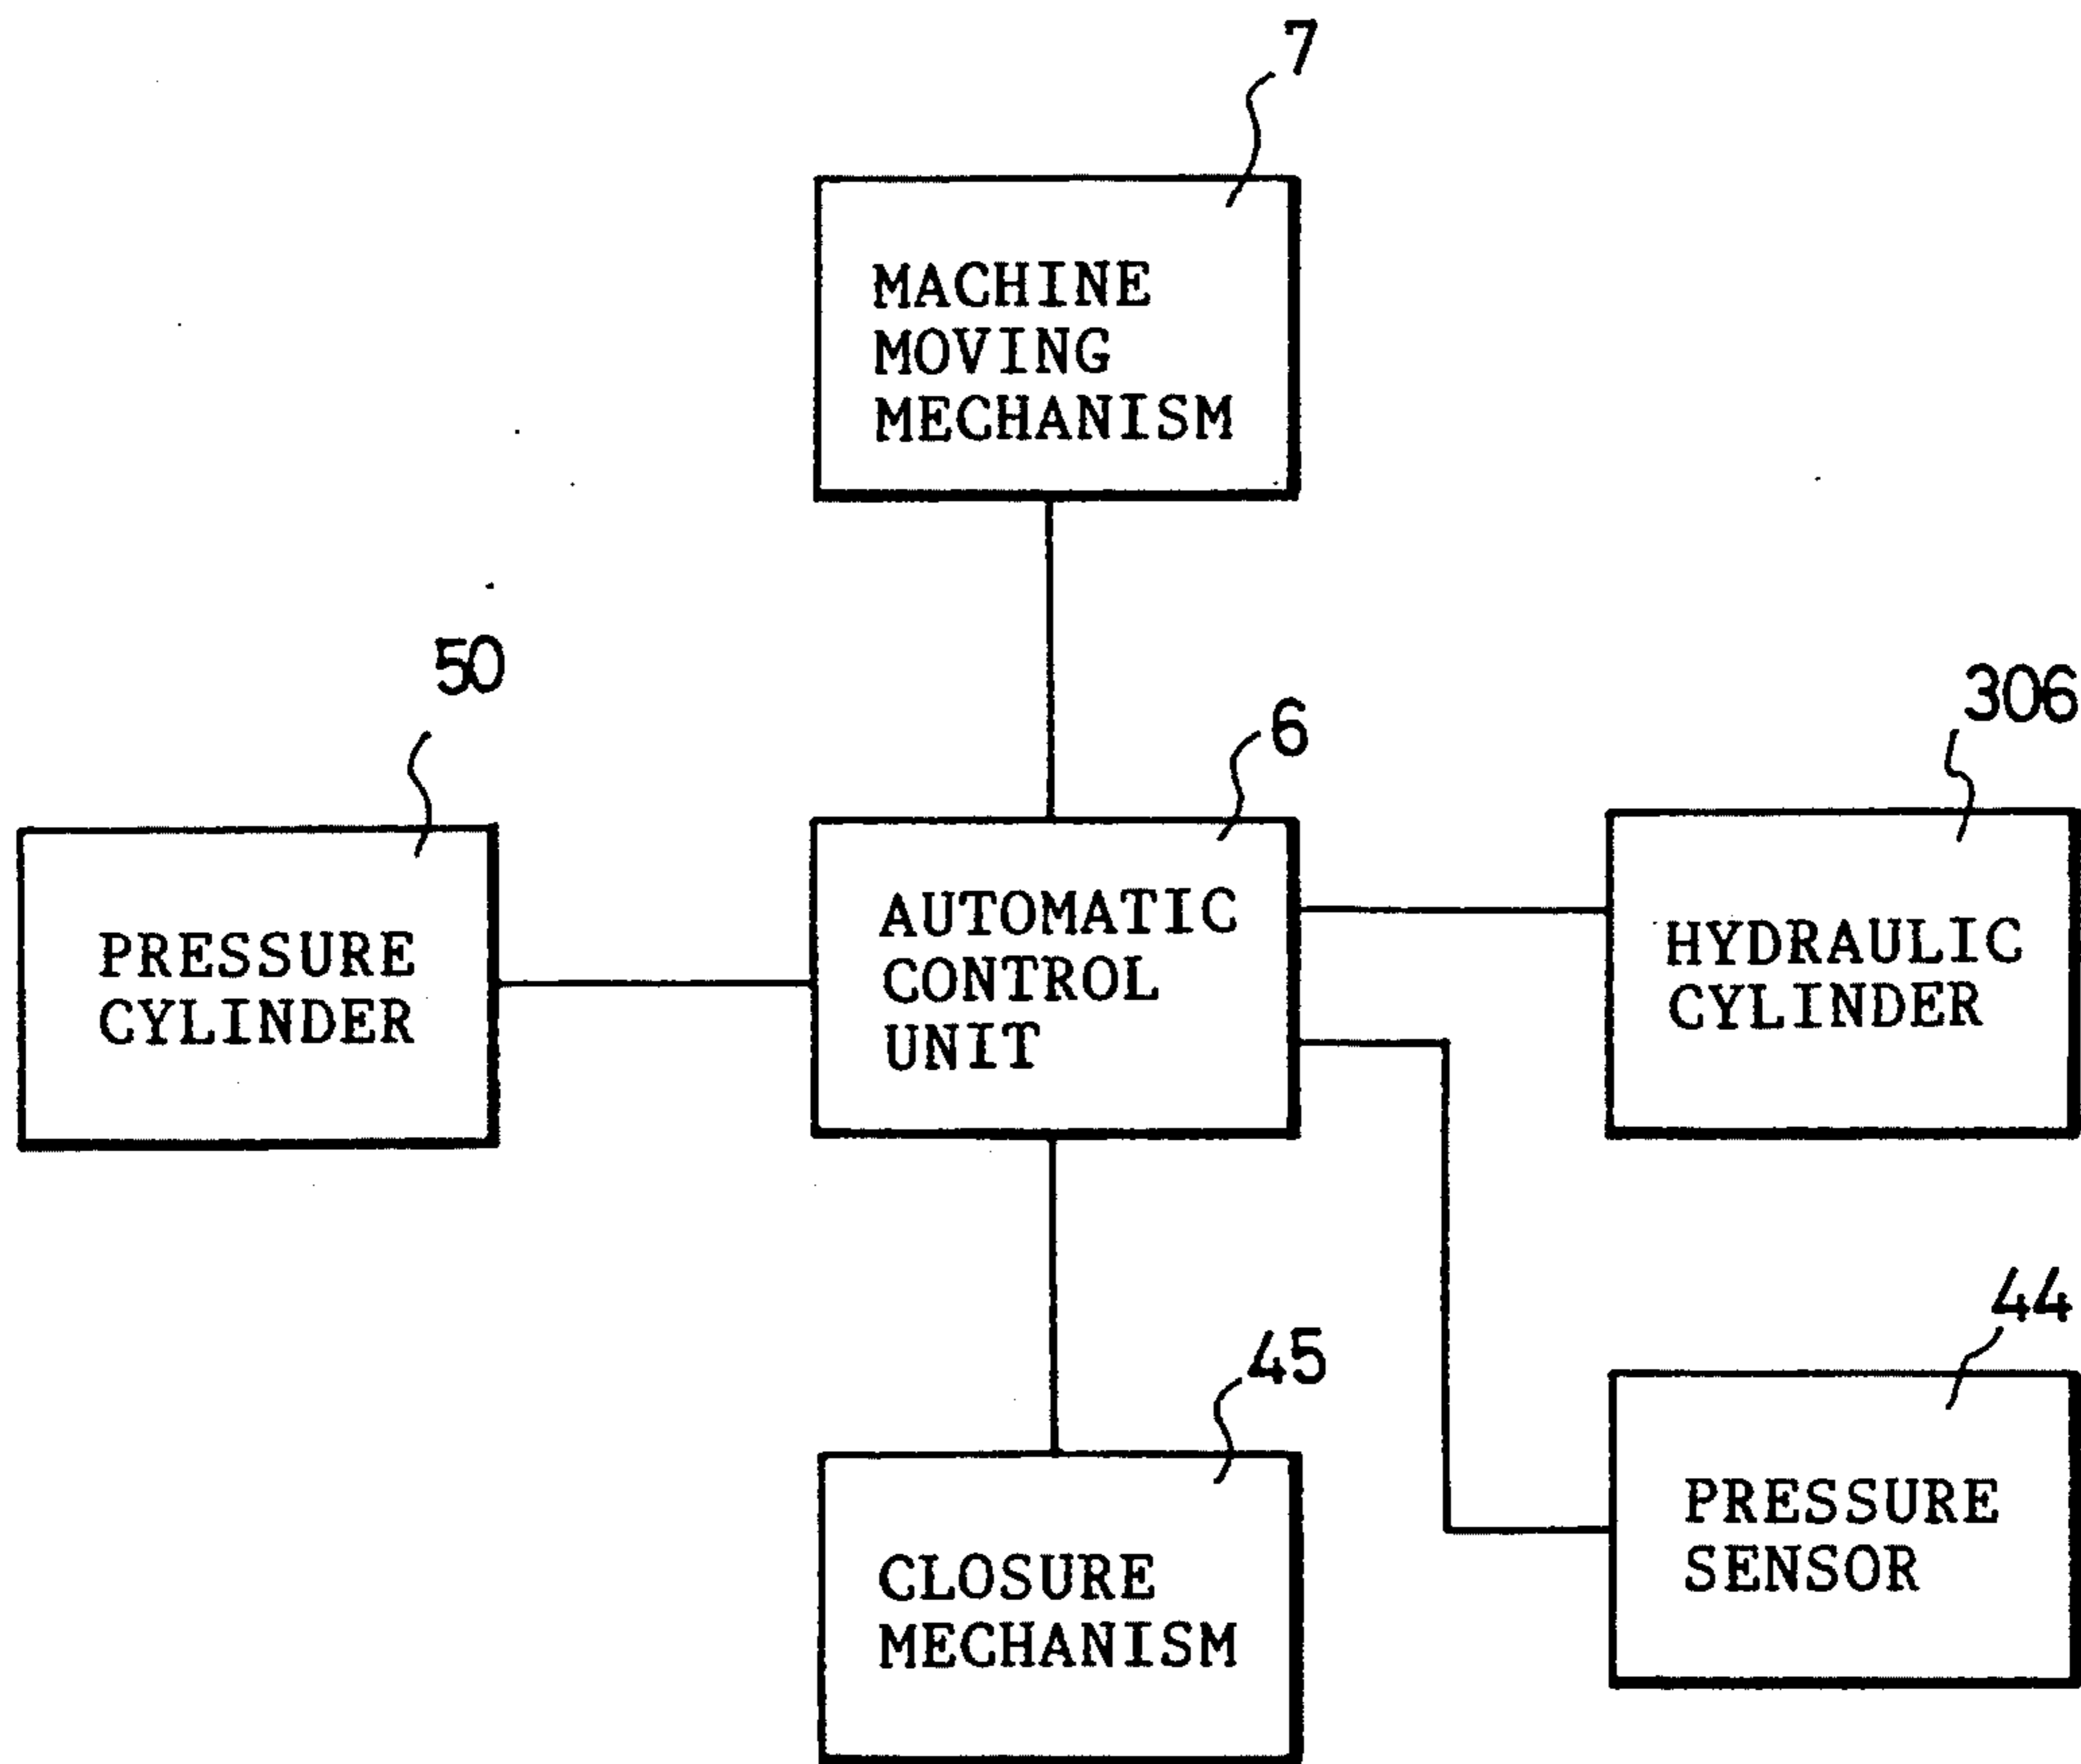 7
MACHINE
MOVING
MECHANISM
50
PRESSURE
CYLINDER
6
AUTOMATIC
CONTROL
UNIT
306
HYDRAULIC
CYLINDER
44
PRESSURE
SENSOR
45
CLOSURE
MECHANISM